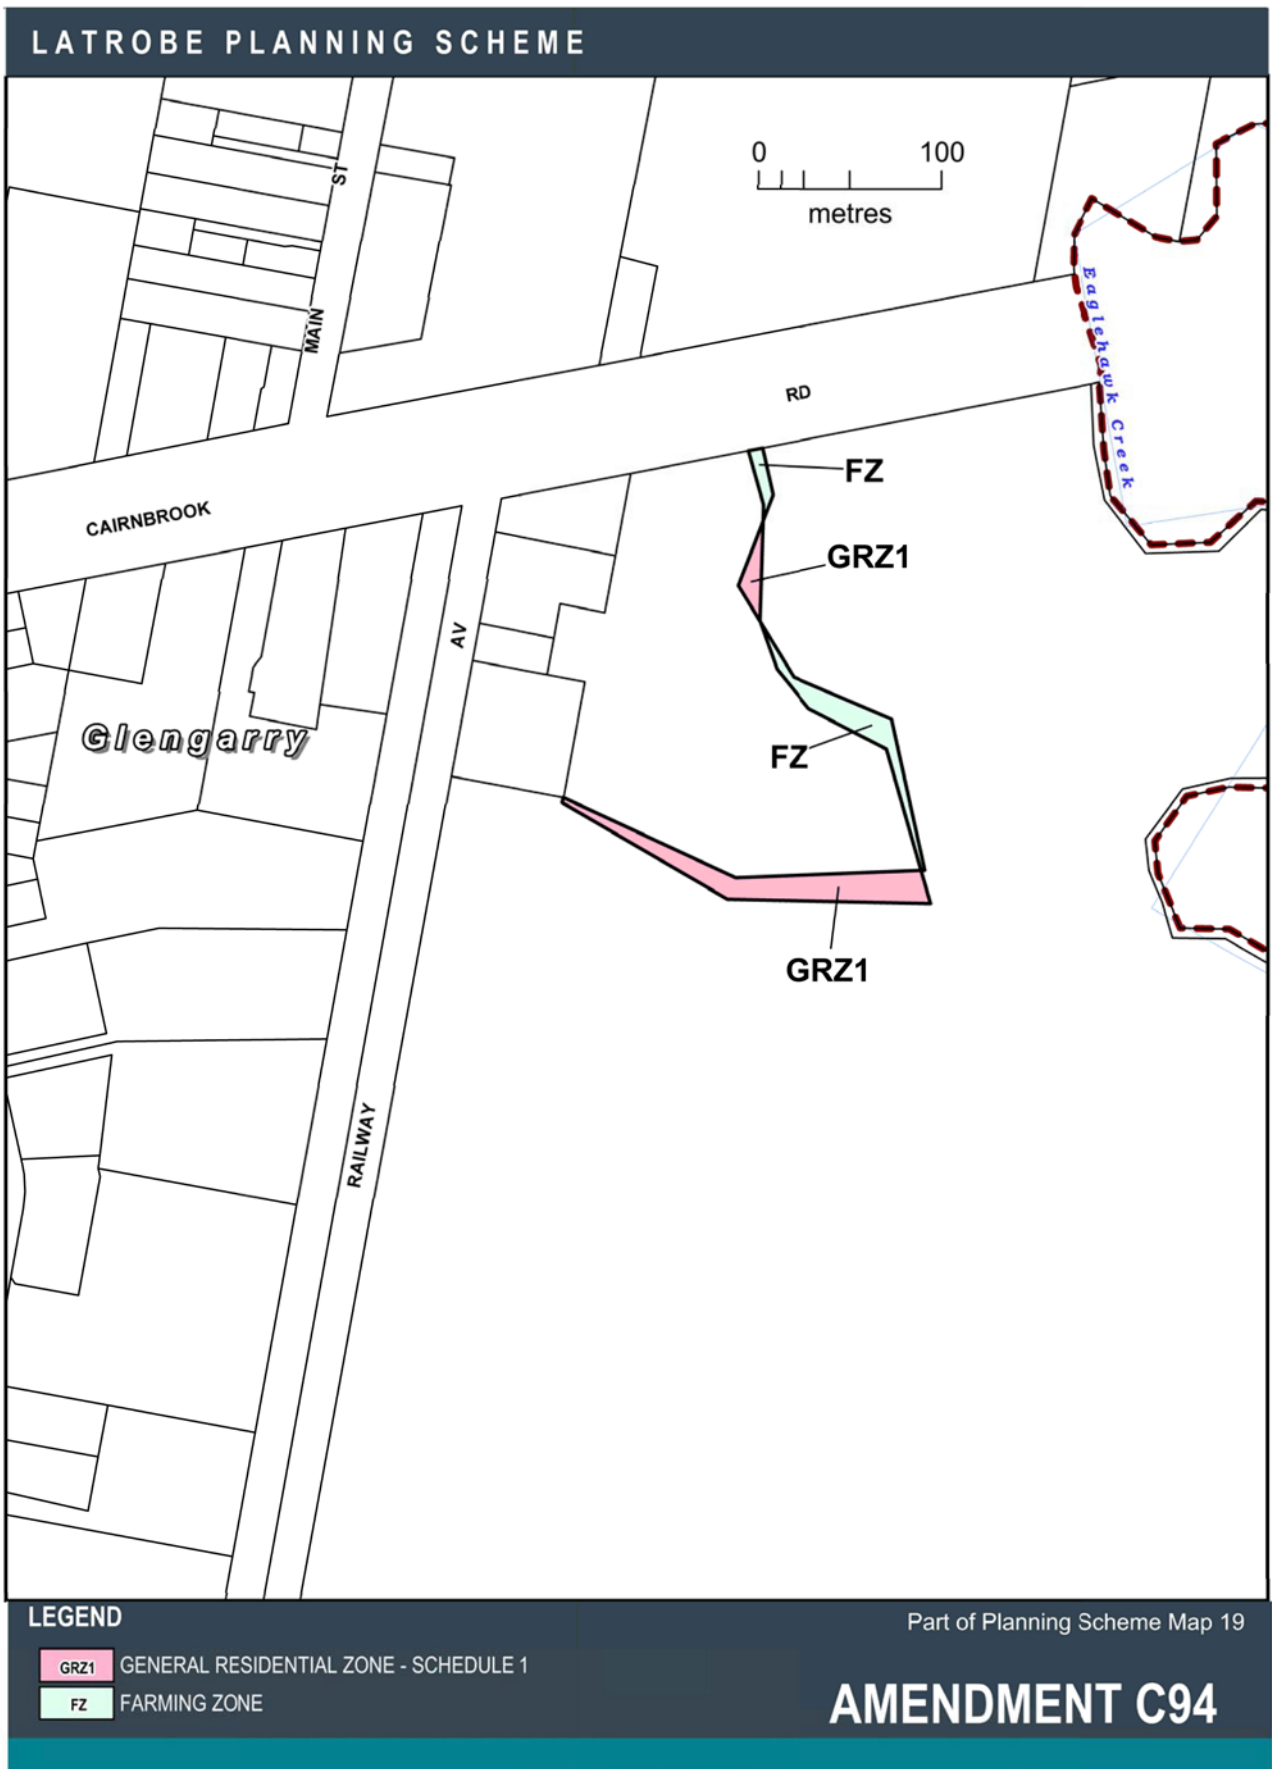 LATROBE PLANNING SCHEME
0 100
metres
ST
MAIN
Eaglehawk Creek
RD
FZ
CAIRNBROOK
GRZ1
AV
Glengarry
FZ
GRZ1
RAILWAY
LEGEND
Part of Planning Scheme Map 19
GRZ1 GENERAL RESIDENTIAL ZONE - SCHEDULE 1
FZ FARMING ZONE
AMENDMENT C94